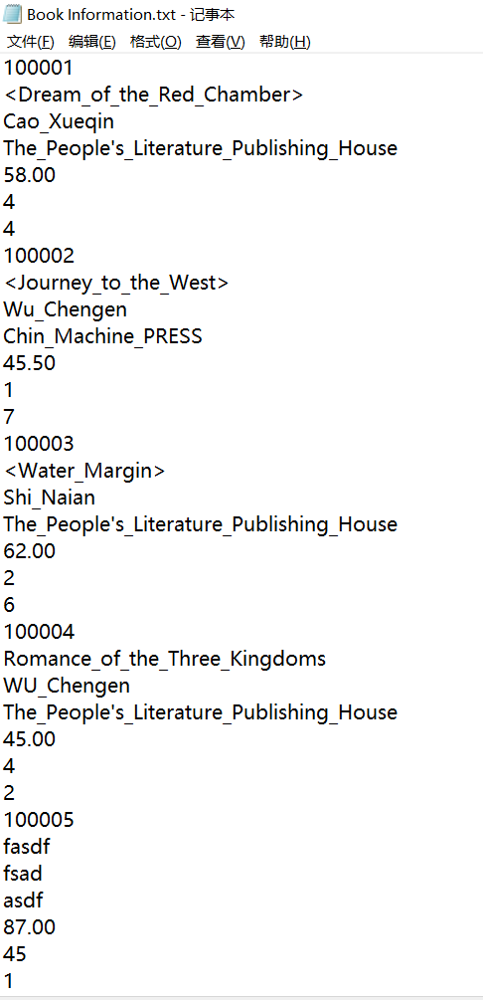 Book Information.txt - 记事本
文件(F) 编辑(E) 格式(O) 查看(V) 帮助(H)
100001
<Dream_of_the_Red_Chamber>
Cao_Xueqin
The_People's_Literature_Publishing_House
58.00
4
4
100002
<Journey_to_the_West>
Wu_Chengen
Chin_Machine_PRESS
45.50
1
7
100003
<Water_Margin>
Shi_Naian
The_People's_Literature_Publishing_House
62.00
2
6
100004
Romance_of_the_Three_Kingdoms
WU_Chengen
The_People's_Literature_Publishing_House
45.00
4
2
100005
fasdf
fsad
asdf
87.00
45
1